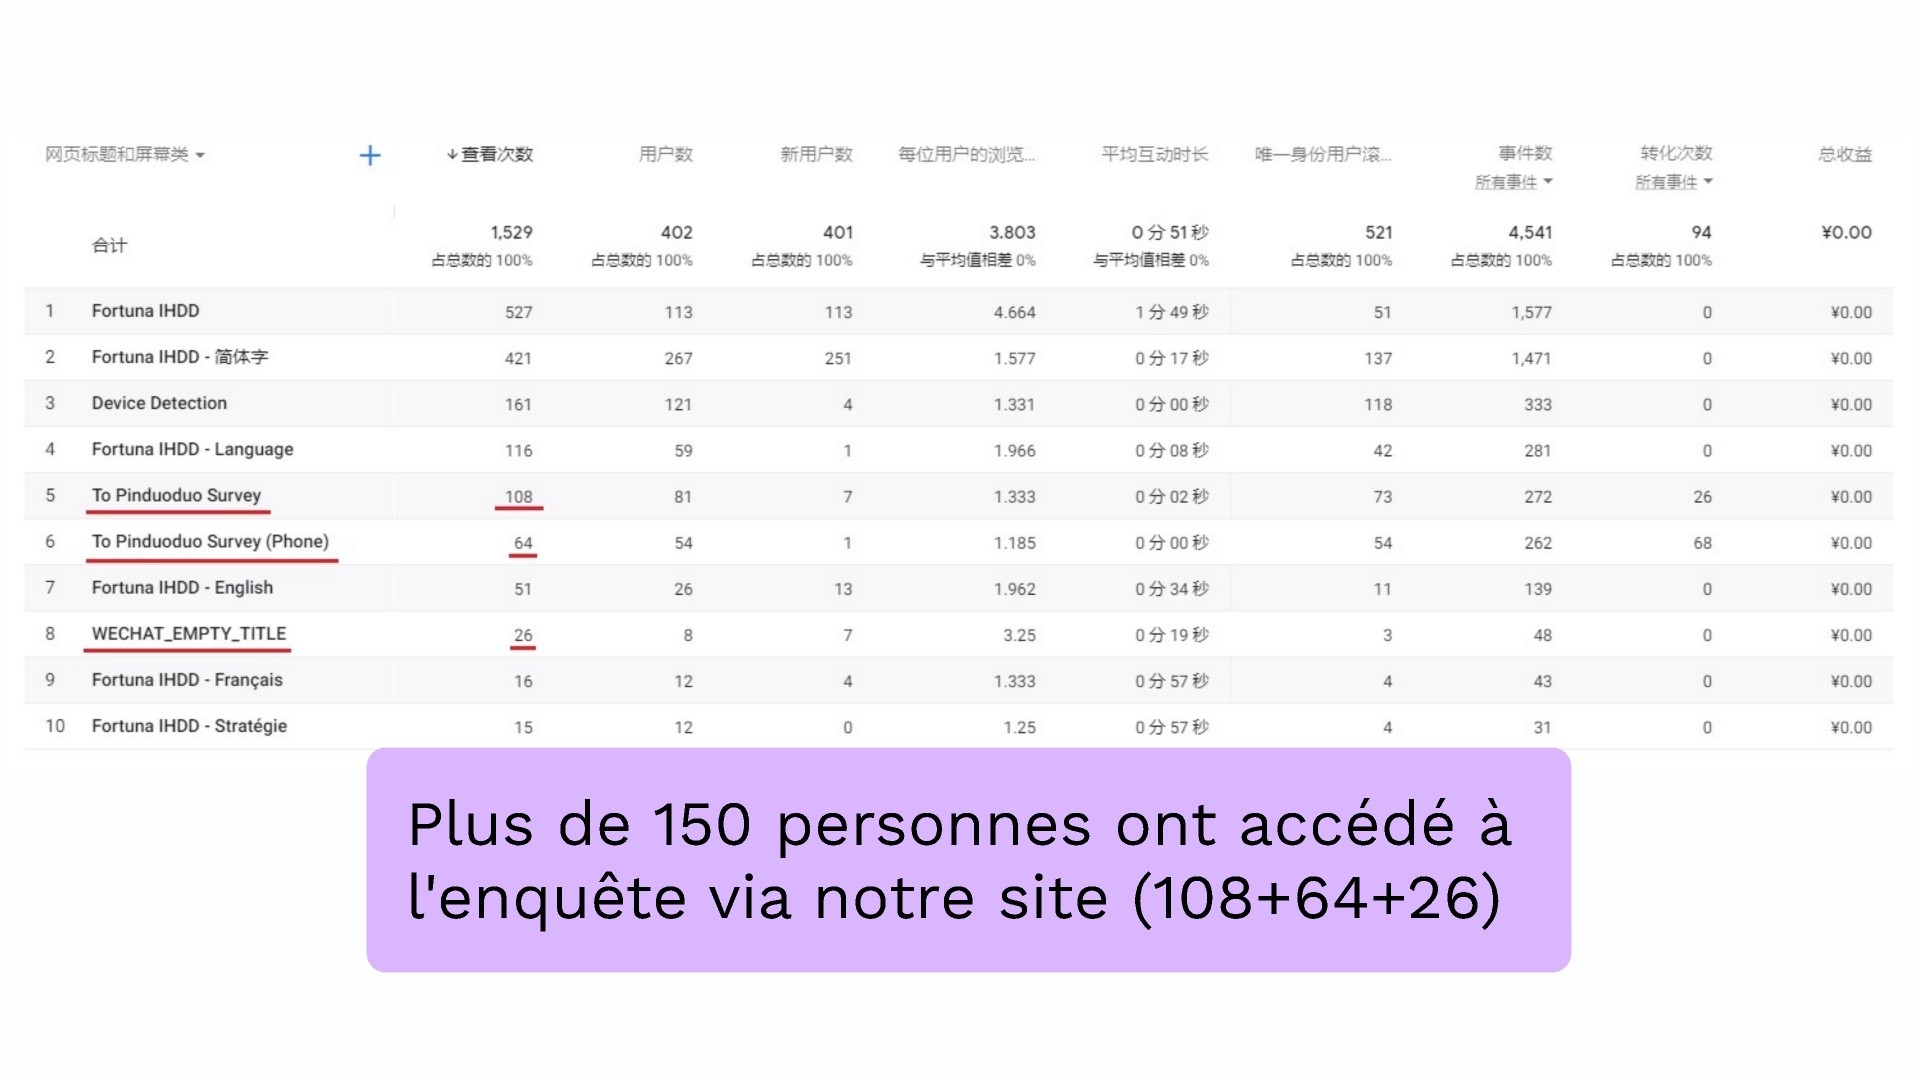 网页标题和屏幕类 + ↓查看次数 用户数 新用户数 每位用户的浏览... 平均互动时长 唯一身份用户滚... 事件数 转化次数 总收益
所有事件 所有事件
合计 1,529 402 401 3.803 0 分 51 秒 521 4,541 94 ¥0.00
占总数的 100% 占总数的 100% 占总数的 100% 与平均值相差 0% 与平均值相差 0% 占总数的 100% 占总数的 100% 占总数的 100%
1 Fortuna IHDD 527 113 113 4.664 1 分 49 秒 51 1,577 0 ¥0.00
2 Fortuna IHDD - 简体字 421 267 251 1.577 0 分 17 秒 137 1,471 0 ¥0.00
3 Device Detection 161 121 4 1.331 0 分 00 秒 118 333 0 ¥0.00
4 Fortuna IHDD - Language 116 59 1 1.966 0 分 08 秒 42 281 0 ¥0.00
5 To Pinduoduo Survey 108 81 7 1.333 0 分 02 秒 73 272 26 ¥0.00
6 To Pinduoduo Survey (Phone) 64 54 1 1.185 0 分 00 秒 54 262 68 ¥0.00
7 Fortuna IHDD - English 51 26 13 1.962 0 分 34 秒 11 139 0 ¥0.00
8 WECHAT_EMPTY_TITLE 26 8 7 3.25 0 分 19 秒 3 48 0 ¥0.00
9 Fortuna IHDD - Français 16 12 4 1.333 0 分 57 秒 4 43 0 ¥0.00
10 Fortuna IHDD - Stratégie 15 12 0 1.25 0 分 57 秒 4 31 0 ¥0.00
Plus de 150 personnes ont accédé à
l'enquête via notre site (108+64+26)